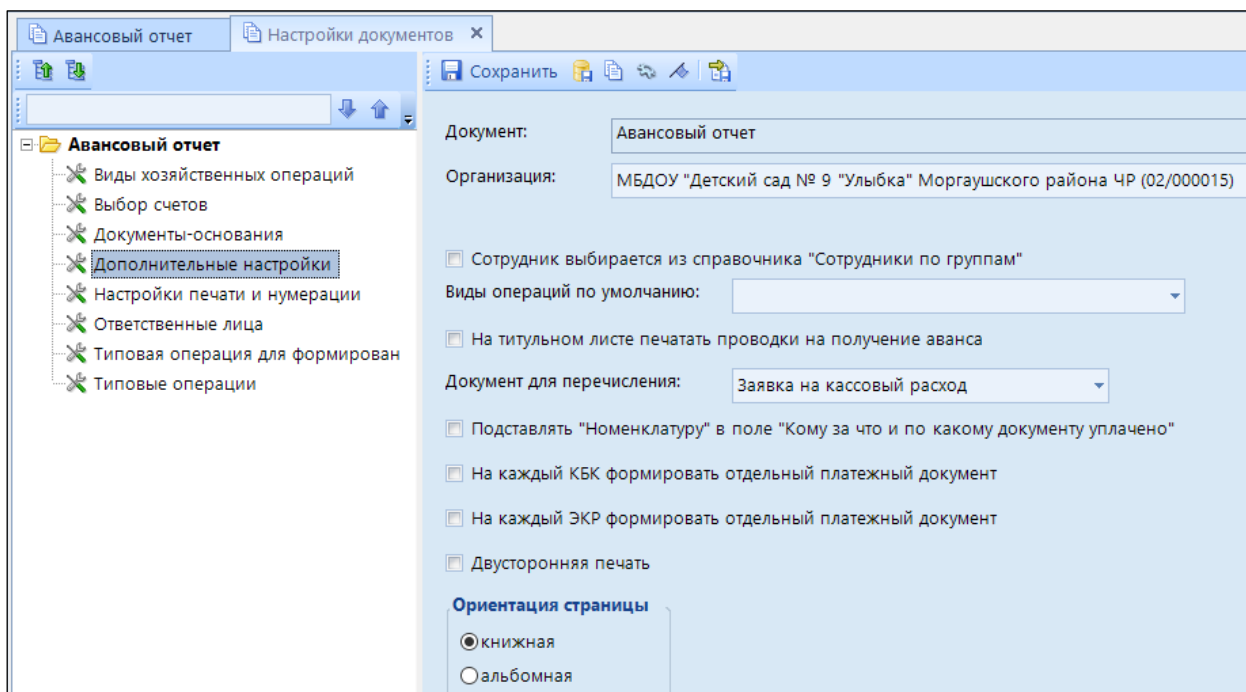 Авансовый отчет
Настройки документов
Сохранить
Авансовый отчет
Виды хозяйственных операций
Выбор счетов
Документы-основания
Дополнительные настройки
Настройки печати и нумерации
Ответственные лица
Типовая операция для формирован
Типовые операции
Документ: Авансовый отчет
Организация: МБДОУ "Детский сад № 9 "Улыбка" Моргаушского района ЧР (02/000015)
Сотрудник выбирается из справочника "Сотрудники по группам"
Виды операций по умолчанию:
На титульном листе печатать проводки на получение аванса
Документ для перечисления: Заявка на кассовый расход
Подставлять "Номенклатуру" в поле "Кому за что и по какому документу уплачено"
На каждый КБК формировать отдельный платежный документ
На каждый ЭКР формировать отдельный платежный документ
Двусторонняя печать
Ориентация страницы
книжная
альбомная